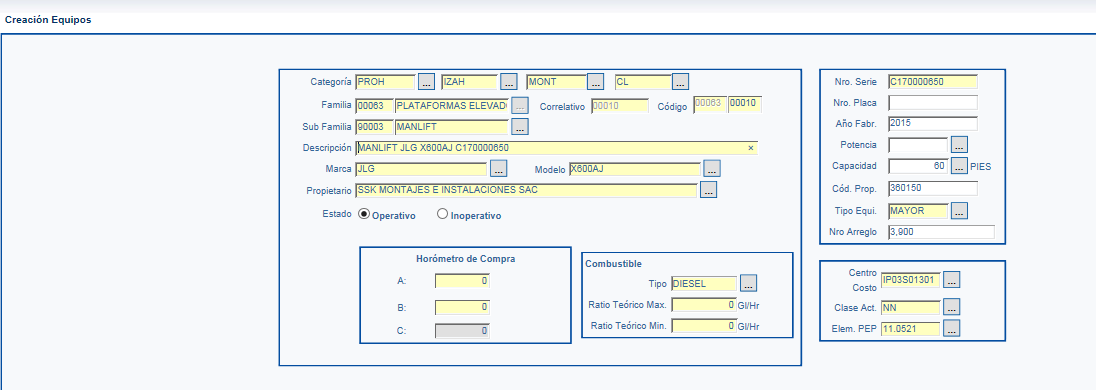 Creación Equipos
Categoría PROH ... IZAH ... MONT ... CL ...
Familia 00063 PLATAFORMAS ELEVAD ... Correlativo 00010 Código 00063 00010
Sub Familia 90003 MANLIFT ...
Descripción MANLIFT JLG X600AJ C170000650 ×
Marca JLG ... Modelo X600AJ ...
Propietario SSK MONTAJES E INSTALACIONES SAC ...
Estado Operativo Inoperativo
Horómetro de Compra
A: 0
B: 0
C: 0
Combustible
Tipo DIESEL ...
Ratio Teórico Max. 0 Gl/Hr
Ratio Teórico Min. 0 Gl/Hr
Nro. Serie C170000650
Nro. Placa
Año Fabr. 2015
Potencia ...
Capacidad 60 ... PIES
Cód. Prop. 360150
Tipo Equi. MAYOR ...
Nro Arreglo 3,900
Centro
Costo IP03S01301 ...
Clase Act. NN ...
Elem. PEP 11.0521 ...